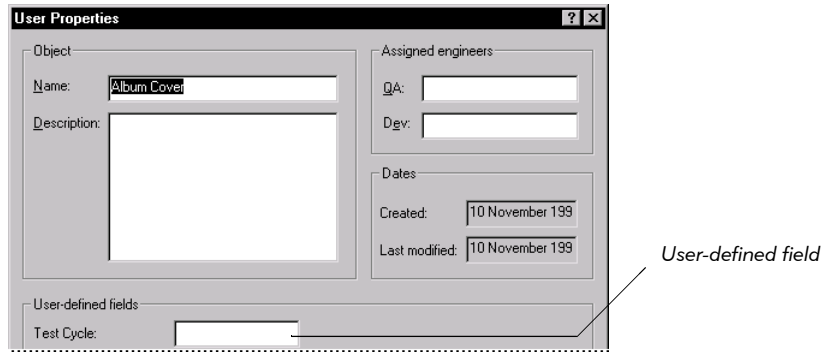 User Properties
Object
Name: Album Cover
Description:
Assigned engineers
QA:
Dev:
Dates
Created: 10 November 199
Last modified: 10 November 199
User-defined field
User-defined fields
Test Cycle: